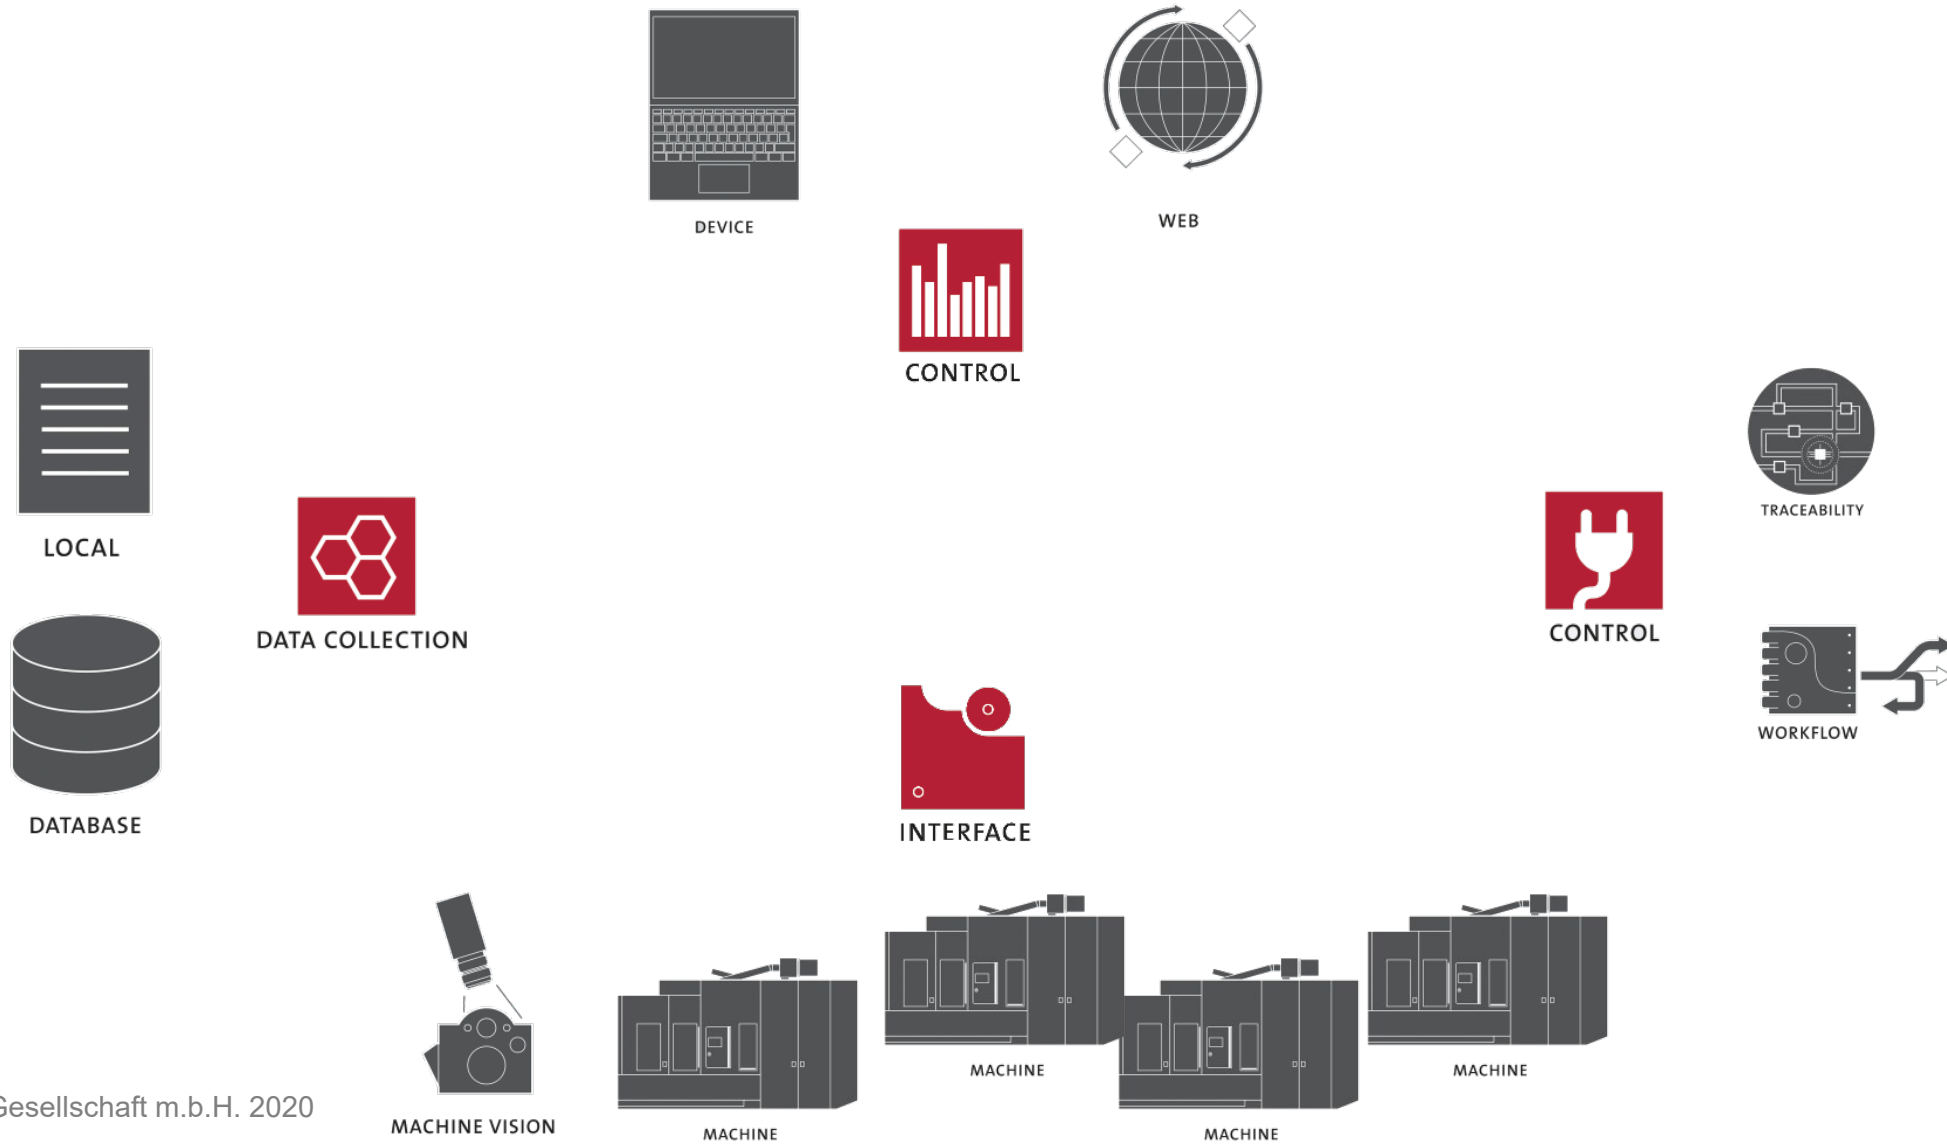 DEVICE
WEB
CONTROL
LOCAL
TRACEABILITY
DATA COLLECTION
CONTROL
WORKFLOW
DATABASE
INTERFACE
MACHINE
MACHINE
Gesellschaft m.b.H. 2020
MACHINE VISION
MACHINE
MACHINE